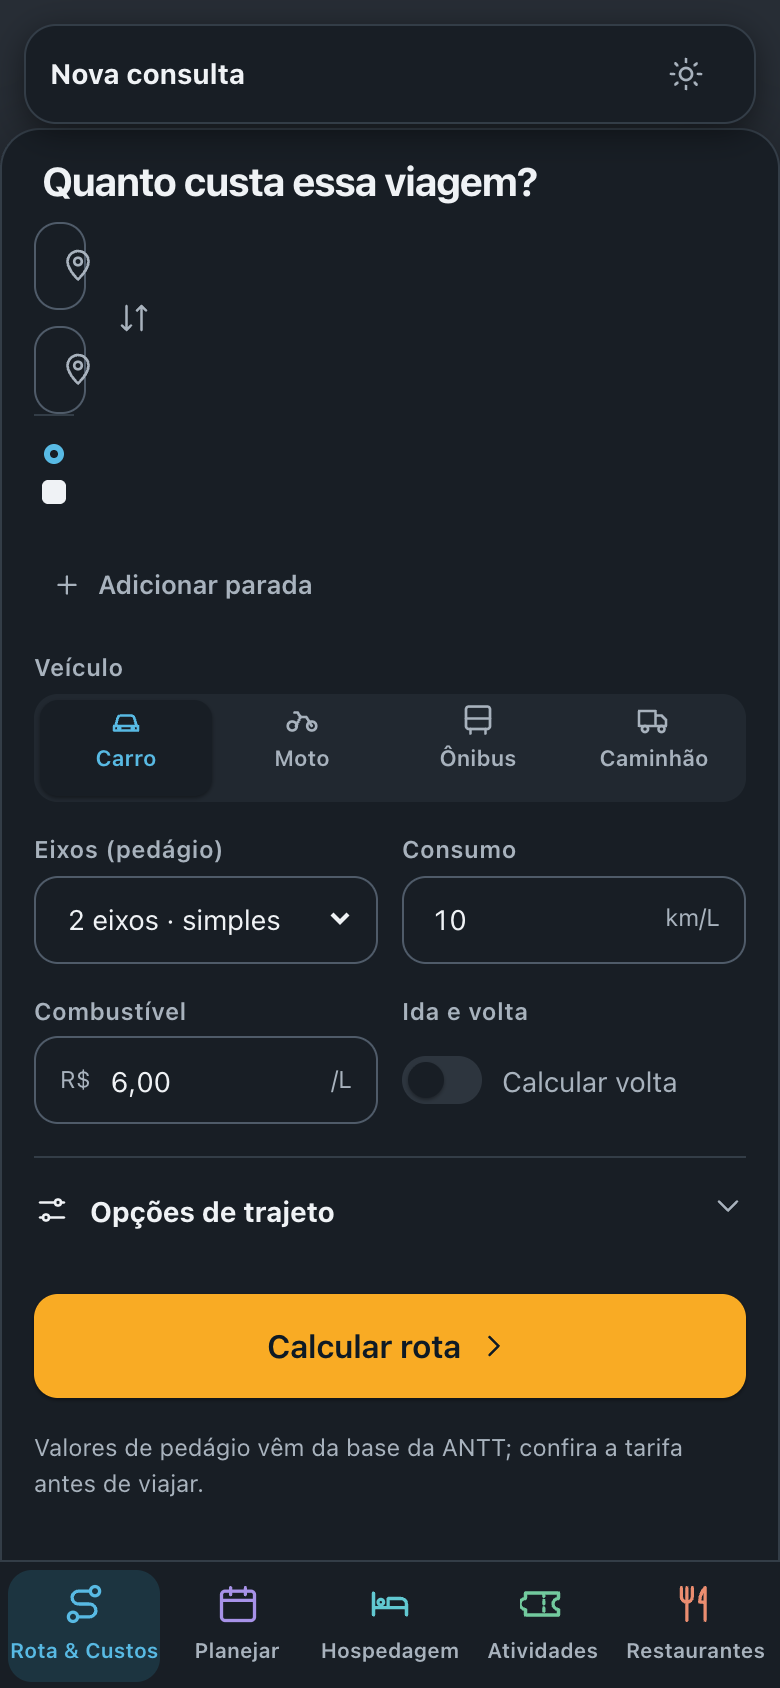 Nova consulta
Quanto custa essa viagem?
Adicionar parada
Veículo
Carro
Moto
Ônibus
Caminhão
Eixos (pedágio)
Consumo
2 eixos · simples
10
km/L
Combustível
Ida e volta
R$ 6,00 /L
Calcular volta
Opções de trajeto
Calcular rota
Valores de pedágio vêm da base da ANTT; confira a tarifa
antes de viajar.
Rota & Custos
Planejar
Hospedagem
Atividades
Restaurantes